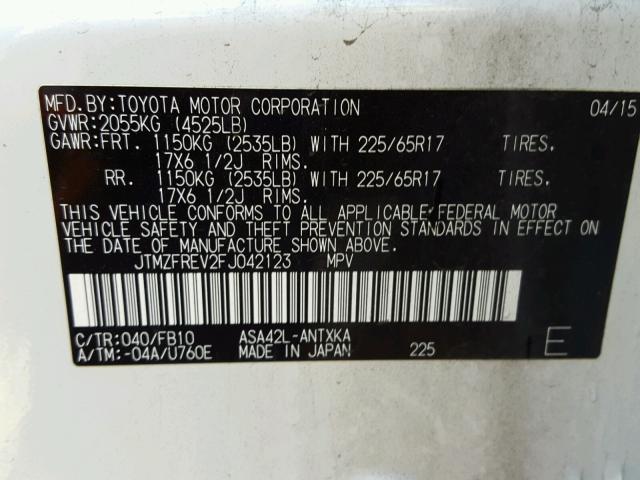 MFD.BY:TOYOTA MOTOR CORPORATION 04/15
GVWR:2055KG (4525LB)
GAWR:FRT. 1150KG (2535LB) WITH 225/65R17 TIRES.
17X6 1/2J RIMS.
RR. 1150KG (2535LB) WITH 225/65R17 TIRES.
17X6 1/2J RIMS.
THIS VEHICLE CONFORMS TO ALL APPLICABLE FEDERAL MOTOR
VEHICLE SAFETY AND THEFT PREVENTION STANDARDS IN EFFECT ON
THE DATE OF MANUFACTURE SHOWN ABOVE.
JTMZFREV2FJ042123 MPV
C/TR:040/FB10 ASA42L-ANTXKA
A/TM:-04A/U760E MADE IN JAPAN 225 E